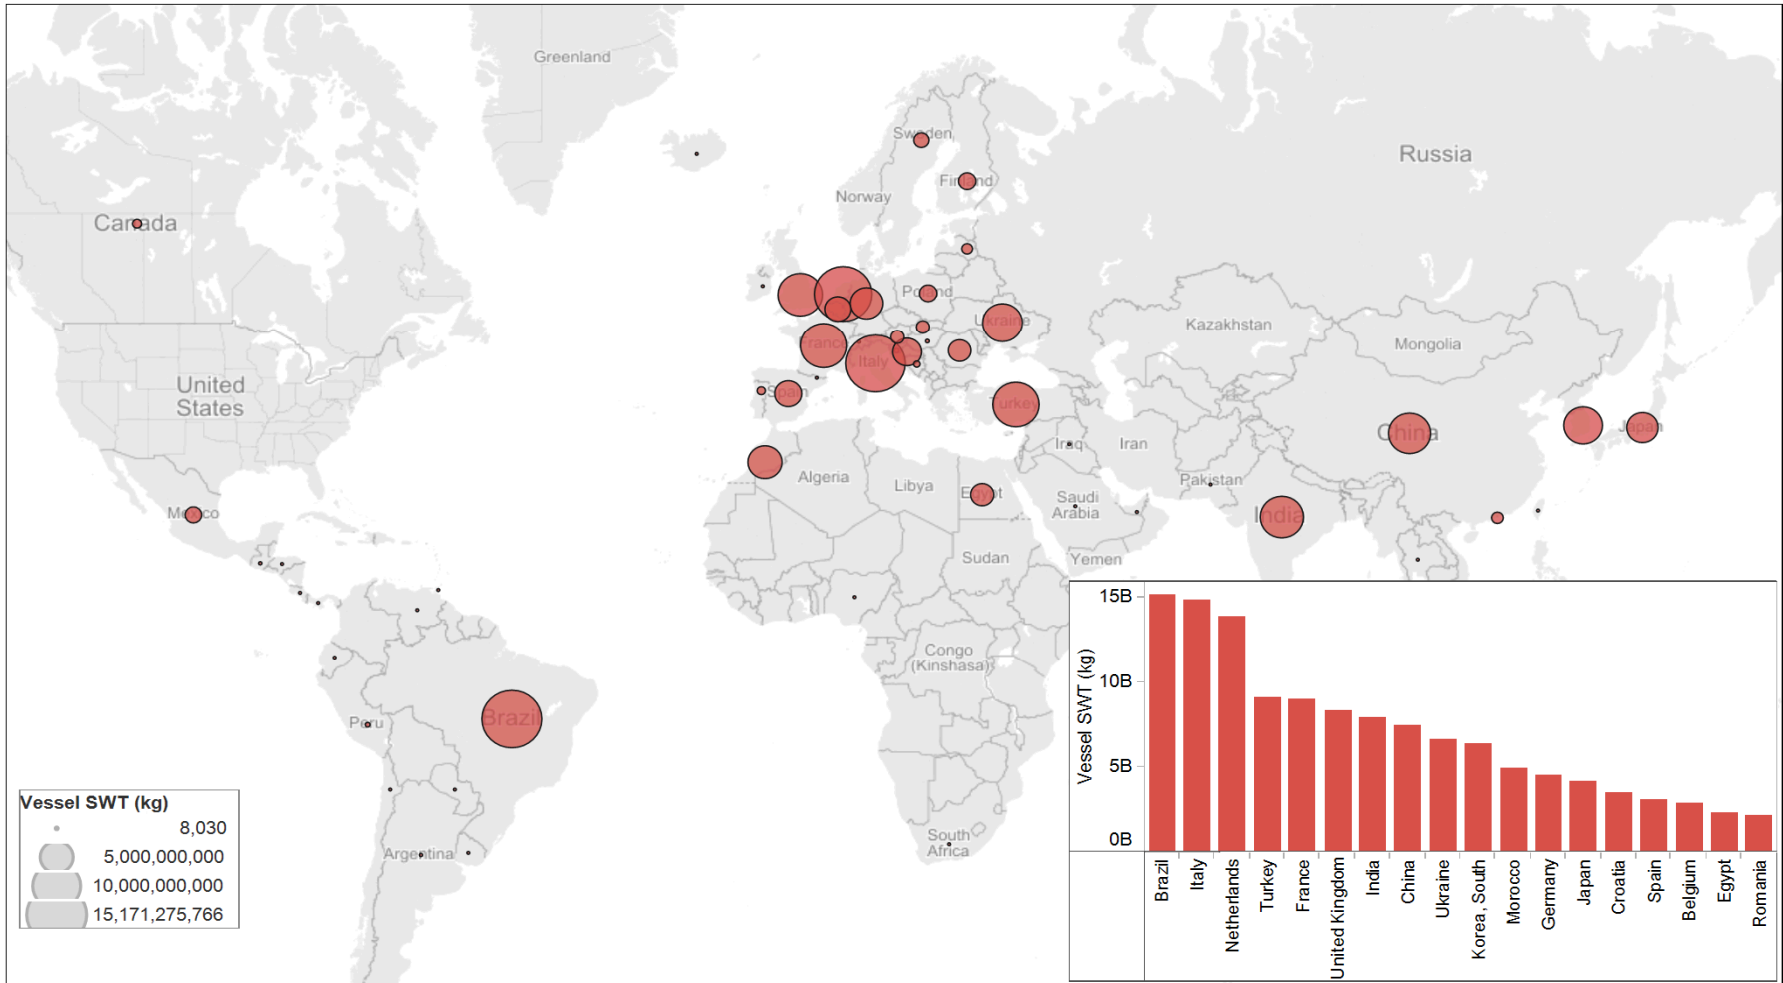 Greenland
Russia
Sweden
Finland
Norway
Canada
Poland
Ukraine
Kazakhstan
Mongolia
France
Italy
United
States
Spain
Turkey
China
Japan
Iraq
Iran
Algeria
Libya
Egypt
Pakistan
Saudi
Arabia
Mexico
India
Sudan
Yemen
Congo
(Kinshasa)
Brazil
Peru
South
Africa
Argentina
Vessel SWT (kg)
8,030
5,000,000,000
10,000,000,000
15,171,275,766
Vessel SWT (kg)
15B
10B
5B
0B
Brazil
Italy
Netherlands
Turkey
France
United Kingdom
India
China
Ukraine
Korea, South
Morocco
Germany
Japan
Croatia
Spain
Belgium
Egypt
Romania